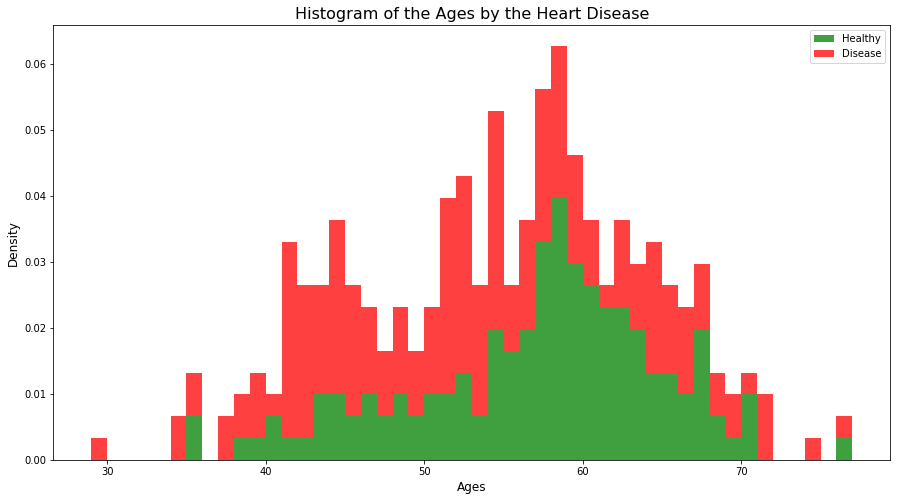 Histogram of the Ages by the Heart Disease
Healthy
Disease
0.06
0.05
0.04
0.03
0.02
0.01
0.00
Density
30 40 50 60 70
Ages